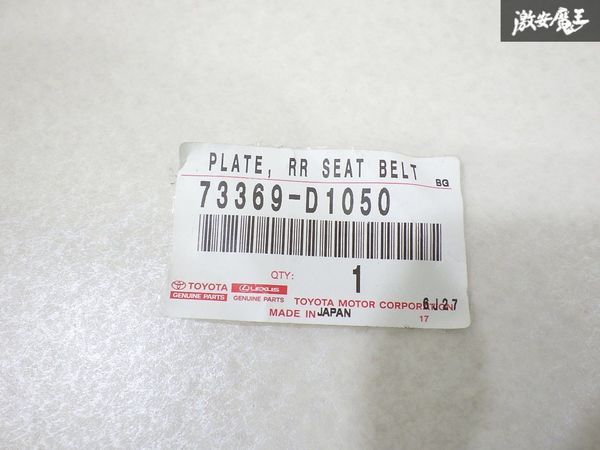 激安魔王
PLATE, RR SEAT BELT
BG
73369-D1050
QTY: 1
TOYOTA LEXUS
GENUINE PARTS GENUINE PARTS
TOYOTA MOTOR CORPORATION
6J27
MADE IN JAPAN 17